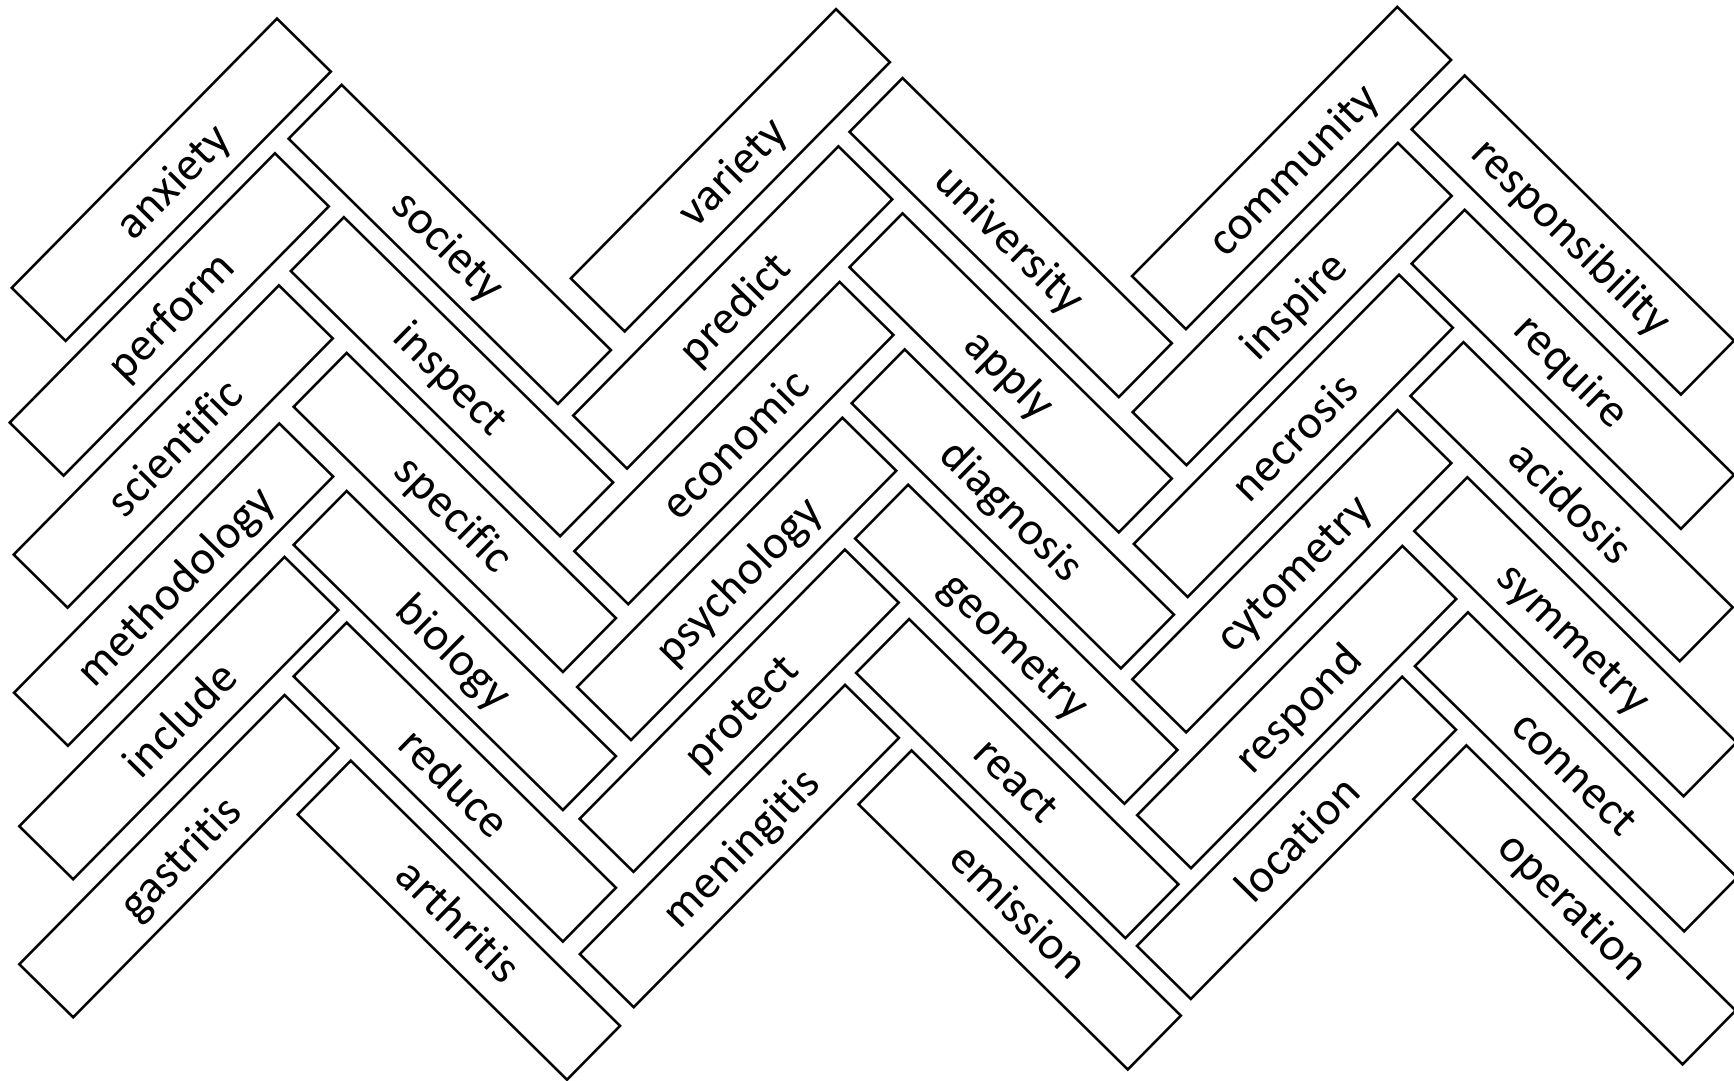 anxiety
society
variety
university
community
responsibility
perform
inspect
predict
apply
inspire
require
scientific
specific
economic
diagnosis
necrosis
acidosis
methodology
biology
psychology
geometry
cytometry
symmetry
include
reduce
protect
react
respond
connect
gastritis
arthritis
meningitis
emission
location
operation